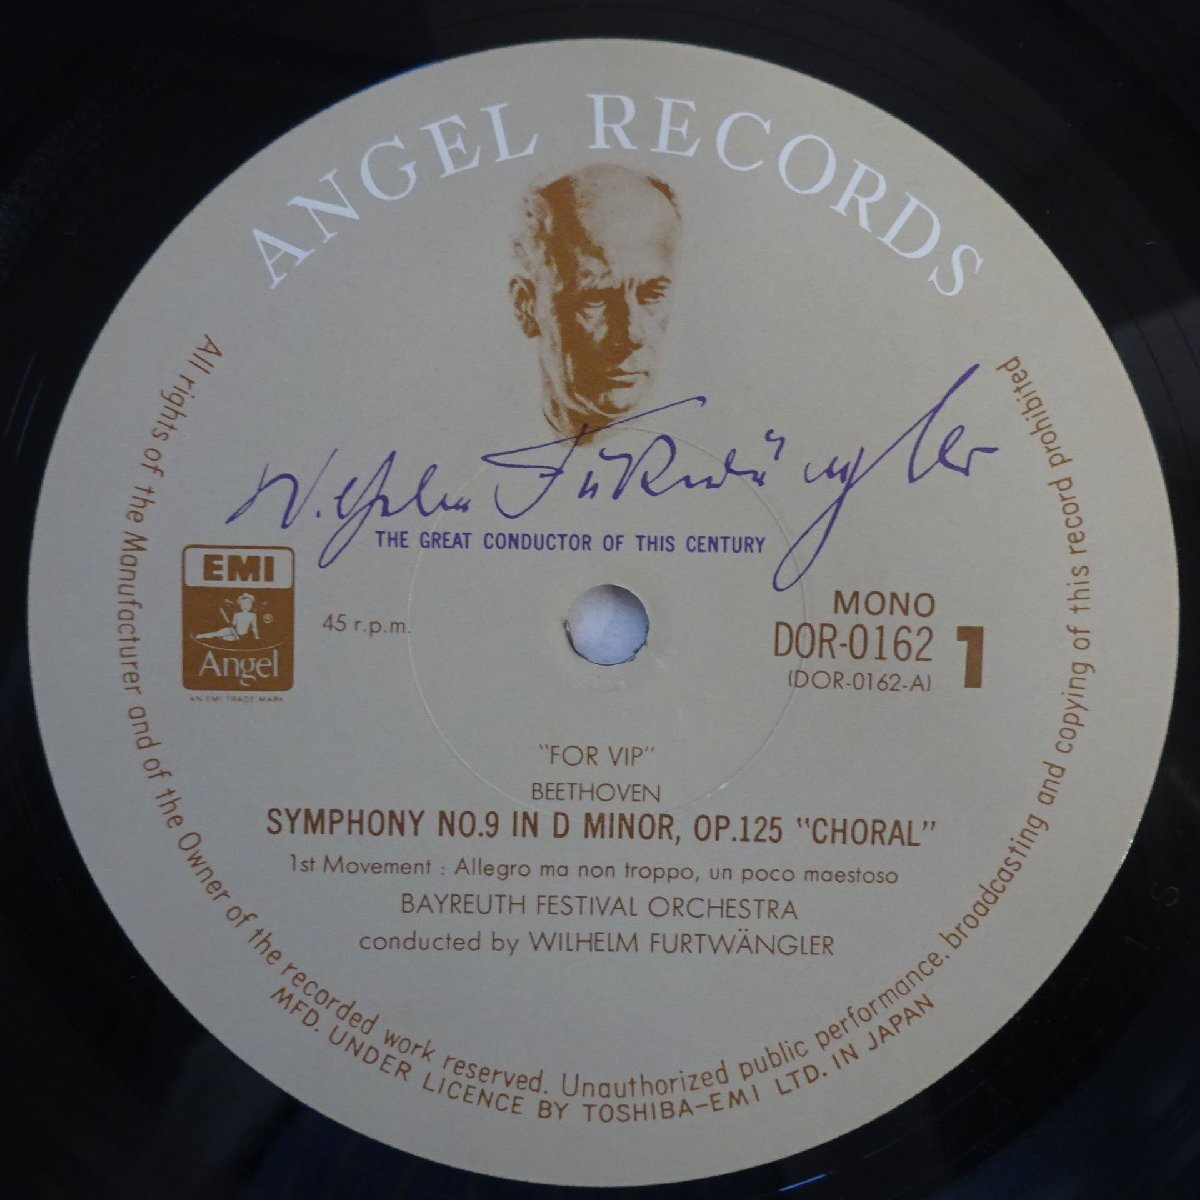 ANGEL RECORDS
Wilhelm Furtwängler
THE GREAT CONDUCTOR OF THIS CENTURY
EMI
®
Angel
AN EMI TRADE MARK
45 r.p.m.
MONO
DOR-0162
(DOR-0162-A)
1
"FOR VIP"
BEETHOVEN
SYMPHONY NO.9 IN D MINOR, OP.125 "CHORAL"
1st Movement : Allegro ma non troppo, un poco maestoso
BAYREUTH FESTIVAL ORCHESTRA
conducted by WILHELM FURTWÄNGLER
All rights of the Manufacturer and of the Owner of the recorded work reserved. Unauthorized public performance, broadcasting and copying of this record prohibited
MFD. UNDER LICENCE BY TOSHIBA-EMI LTD. IN JAPAN